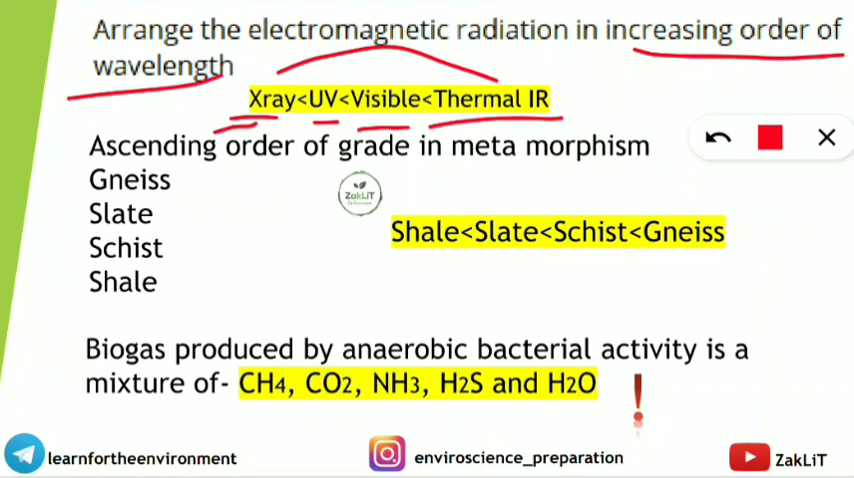 Arrange the electromagnetic radiation in increasing order of
wavelength
Xray<UV<Visible<Thermal IR
Ascending order of grade in meta morphism
Gneiss
Slate
Schist
Shale
ZakLiT
Shale<Slate<Schist<Gneiss
Biogas produced by anaerobic bacterial activity is a
mixture of- CH4, CO2, NH3, H2S and H2O
learnfortheenvironment
enviroscience_preparation
ZakLiT